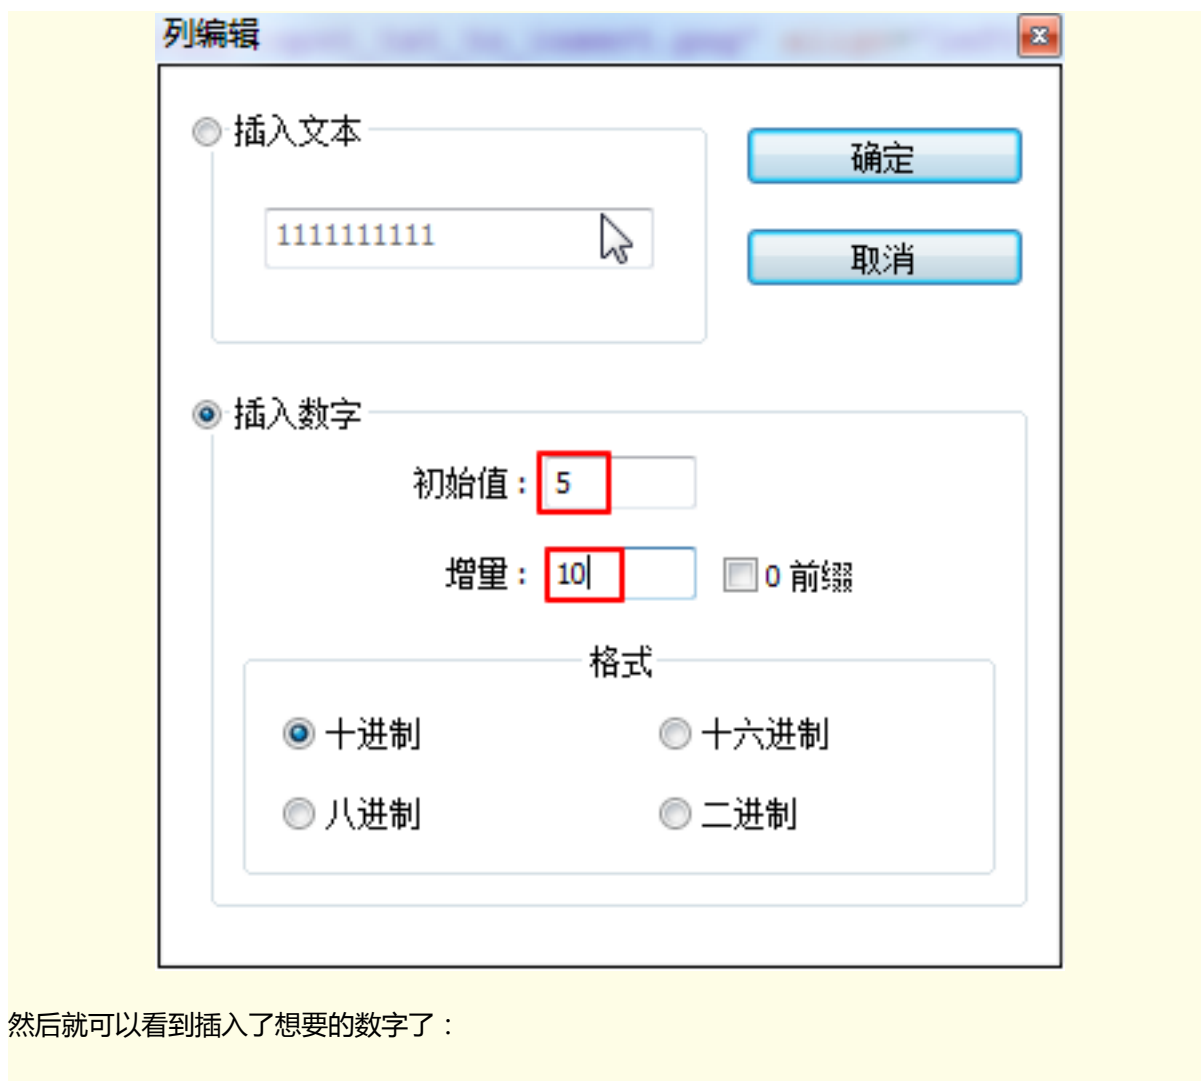 列编辑
插入文本
确定
1111111111
取消
插入数字
初始值：5
增量：10 0 前缀
格式
十进制 十六进制
八进制 二进制
然后就可以看到插入了想要的数字了：